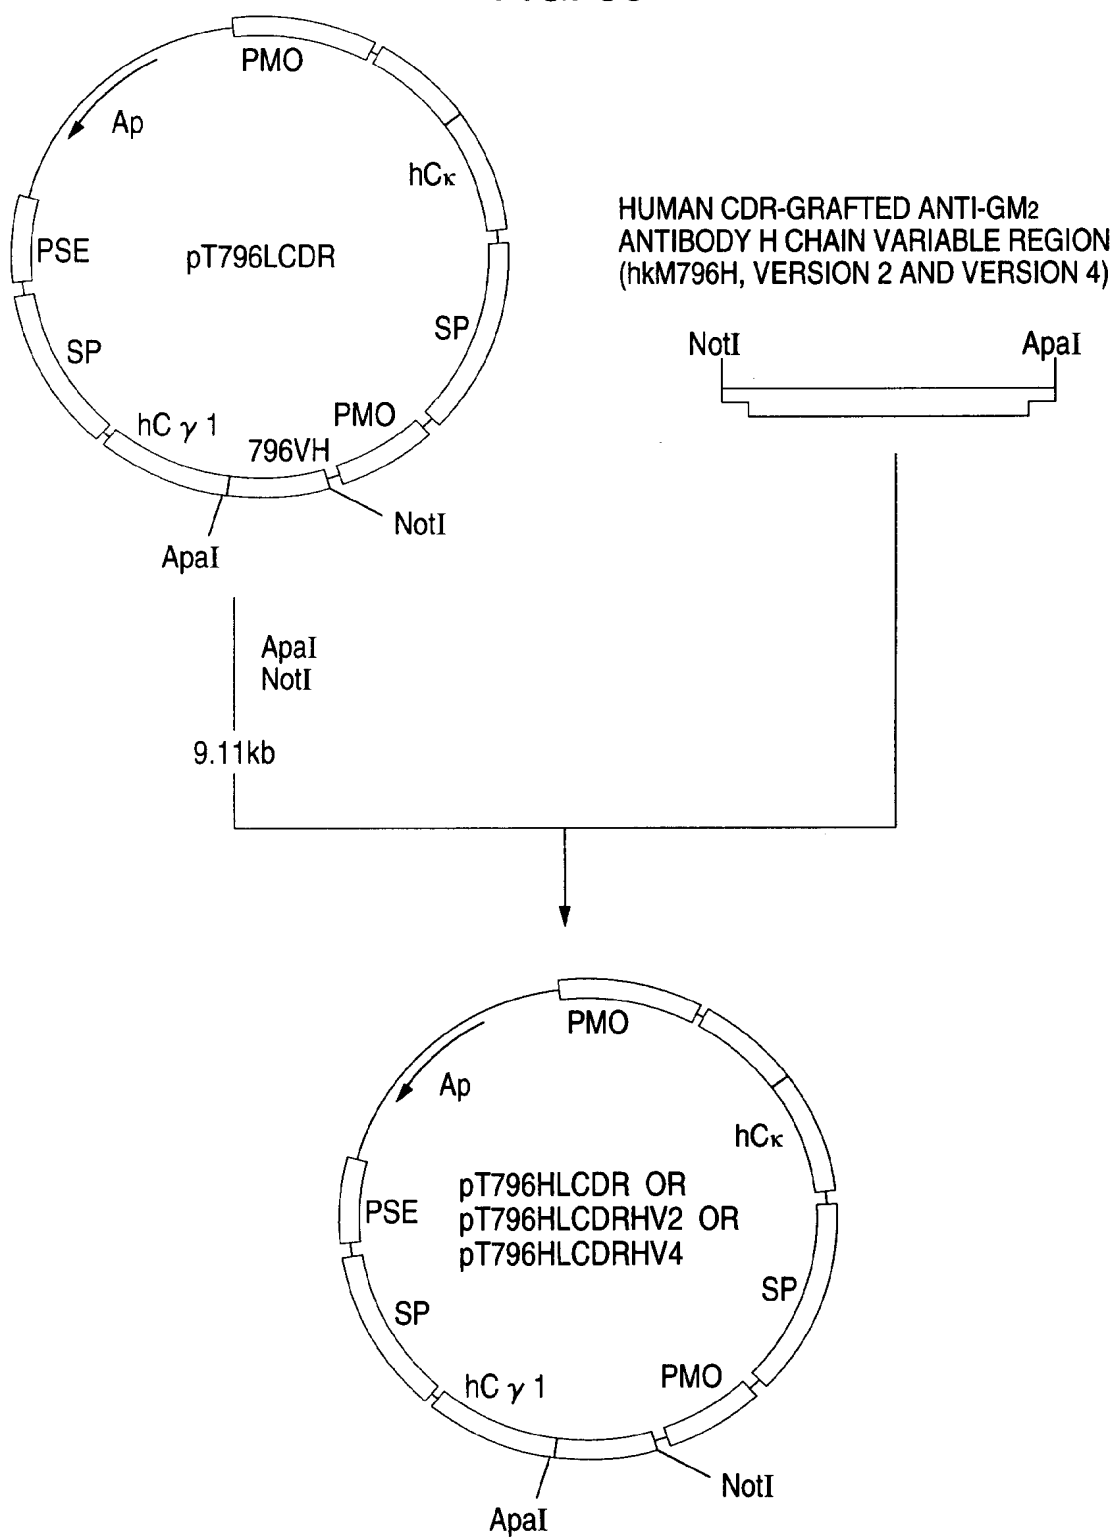 PMO
Ap
hCκ
PSE
pT796LCDR
SP
SP
hC γ 1
PMO
796VH
NotI
ApaI
HUMAN CDR-GRAFTED ANTI-GM2
ANTIBODY H CHAIN VARIABLE REGION
(hkM796H, VERSION 2 AND VERSION 4)
NotI
ApaI
ApaI
NotI
9.11kb
PMO
Ap
hCκ
PSE
pT796HLCDR OR
pT796HLCDRHV2 OR
pT796HLCDRHV4
SP
SP
hC γ 1
PMO
NotI
ApaI